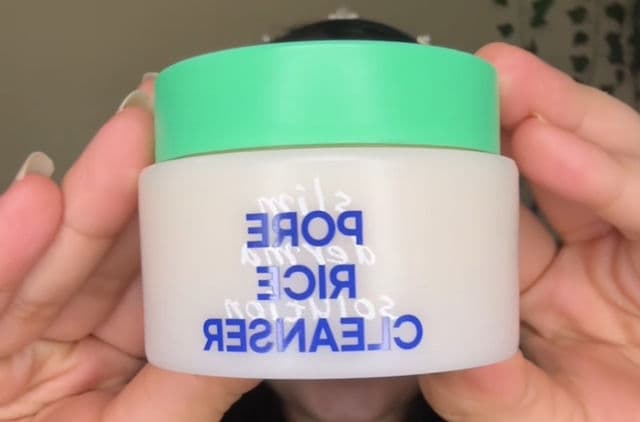 slim
PORE
derma
RICE
solution
CLEANSER